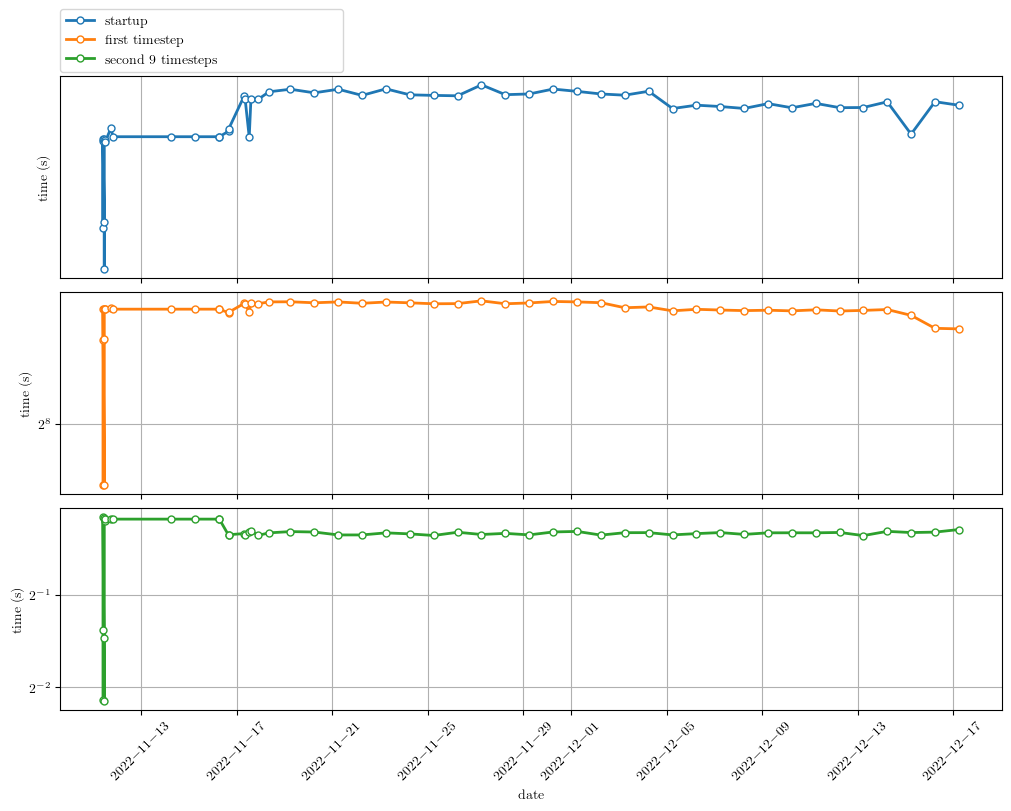 startup
first timestep
second 9 timesteps
time (s)
time (s)
2⁸
time (s)
2⁻¹
2⁻²
2022−11−13
2022−11−17
2022−11−21
2022−11−25
2022−11−29
2022−12−01
2022−12−05
2022−12−09
2022−12−13
2022−12−17
date